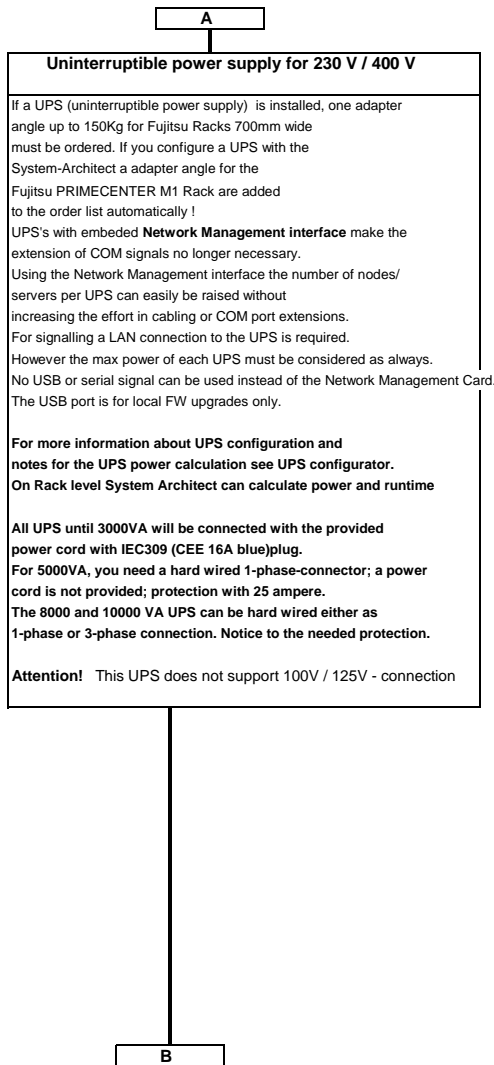 A
Uninterruptible power supply for 230 V / 400 V
If a UPS (uninterruptible power supply) is installed, one adapter
angle up to 150Kg for Fujitsu Racks 700mm wide
must be ordered. If you configure a UPS with the
System-Architect a adapter angle for the
Fujitsu PRIMECENTER M1 Rack are added
to the order list automatically !
UPS's with embeded Network Management interface make the
extension of COM signals no longer necessary.
Using the Network Management interface the number of nodes/
servers per UPS can easily be raised without
increasing the effort in cabling or COM port extensions.
For signalling a LAN connection to the UPS is required.
However the max power of each UPS must be considered as always.
No USB or serial signal can be used instead of the Network Management Card.
The USB port is for local FW upgrades only.
For more information about UPS configuration and
notes for the UPS power calculation see UPS configurator.
On Rack level System Architect can calculate power and runtime
All UPS until 3000VA will be connected with the provided
power cord with IEC309 (CEE 16A blue)plug.
For 5000VA, you need a hard wired 1-phase-connector; a power
cord is not provided; protection with 25 ampere.
The 8000 and 10000 VA UPS can be hard wired either as
1-phase or 3-phase connection. Notice to the needed protection.
Attention! This UPS does not support 100V / 125V - connection
B